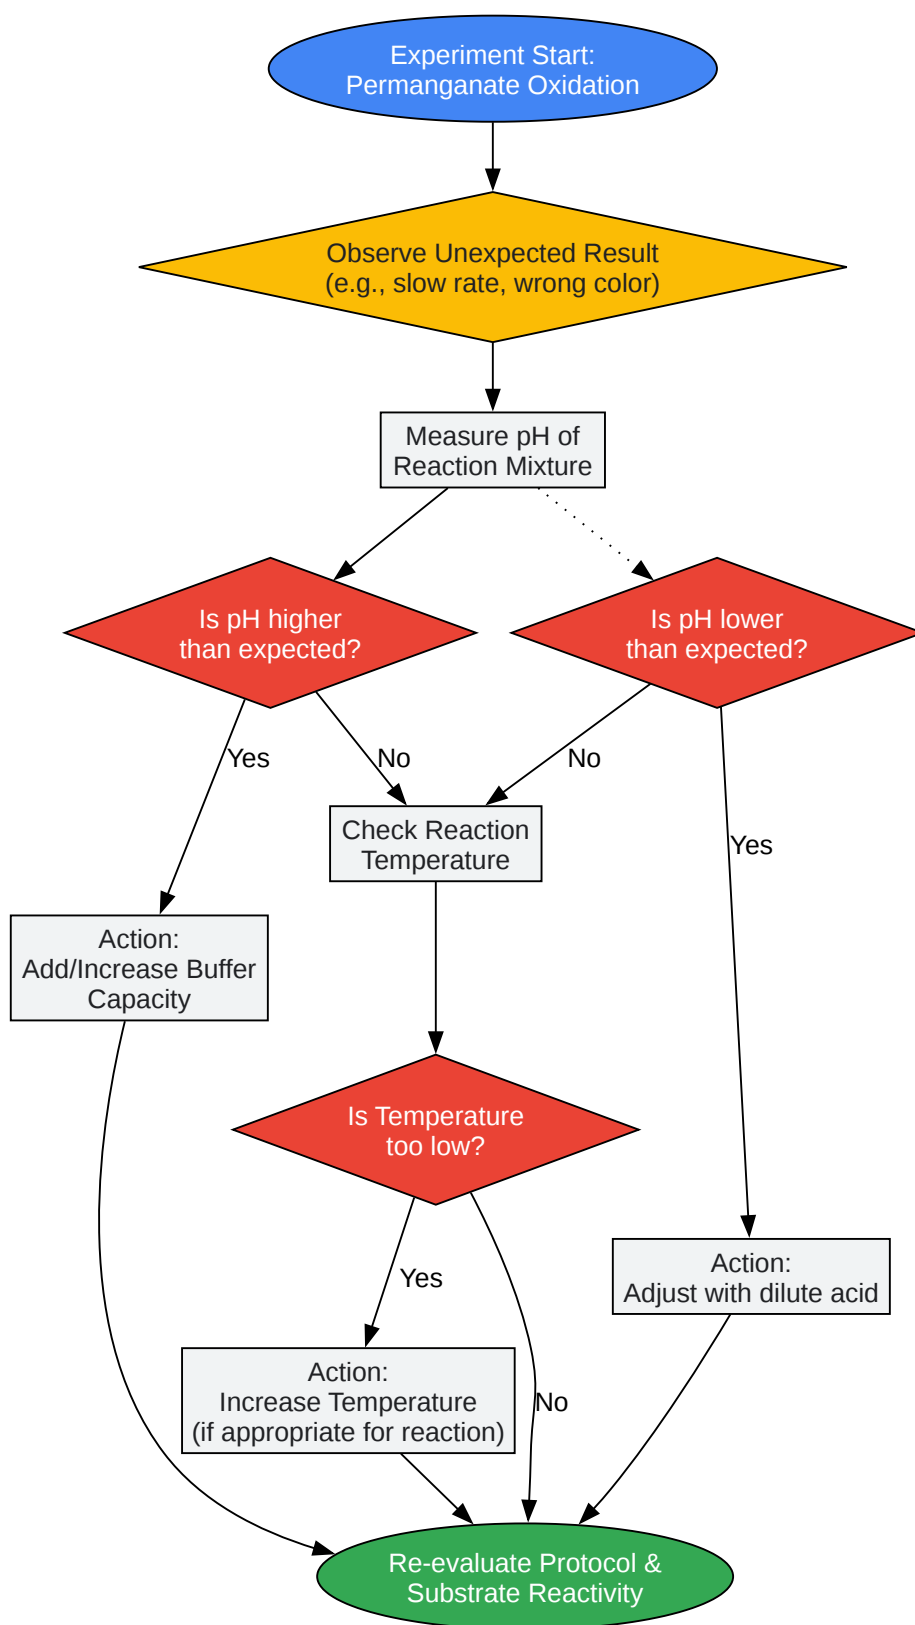 Experiment Start:
Permanganate Oxidation
Observe Unexpected Result
(e.g., slow rate, wrong color)
Measure pH of
Reaction Mixture
Is pH higher
than expected?
Is pH lower
than expected?
Yes
No
No
Yes
Check Reaction
Temperature
Action:
Add/Increase Buffer
Capacity
Is Temperature
too low?
Yes
No
Action:
Adjust with dilute acid
Action:
Increase Temperature
(if appropriate for reaction)
Re-evaluate Protocol &
Substrate Reactivity